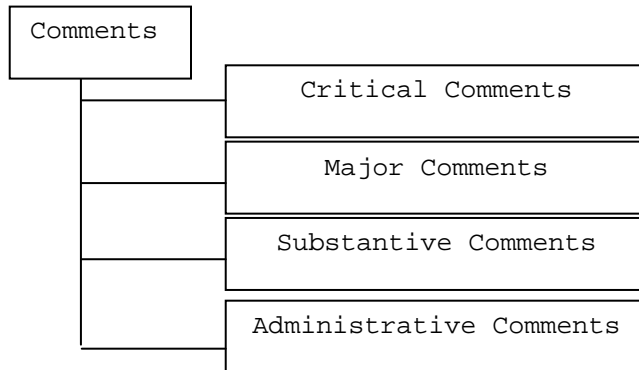 Comments
Critical Comments
Major Comments
Substantive Comments
Administrative Comments